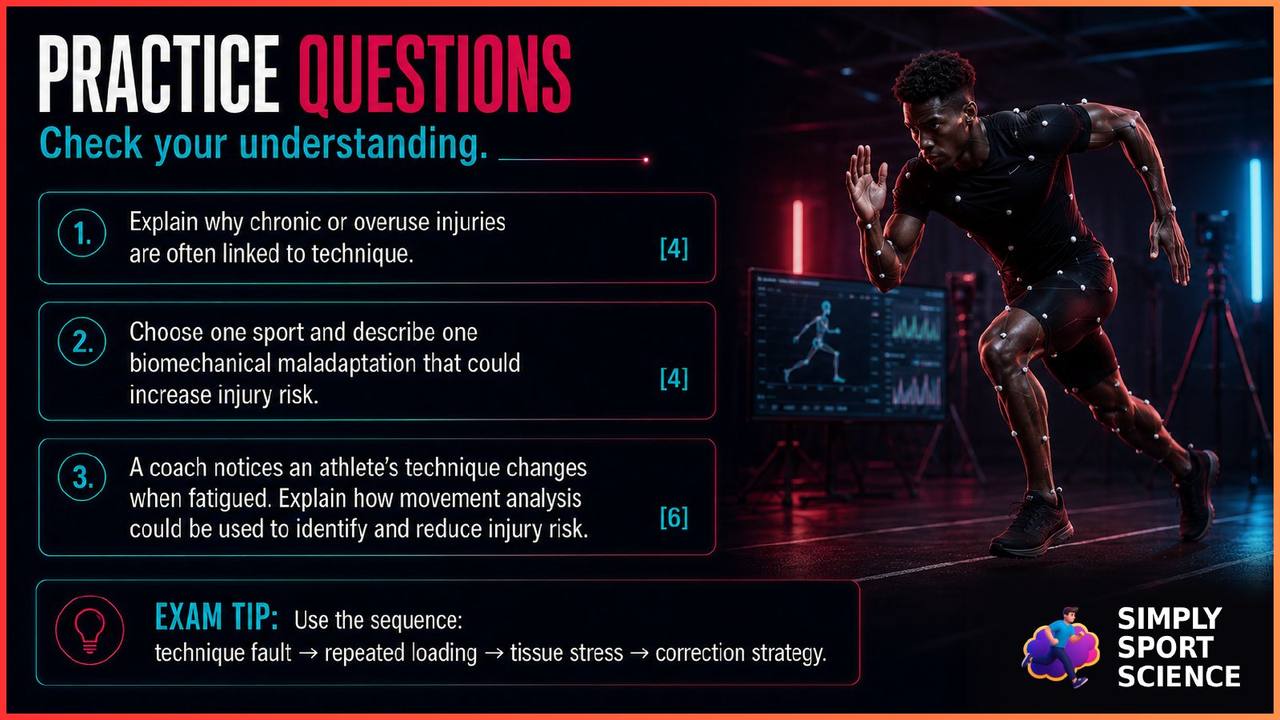 PRACTICE QUESTIONS
Check your understanding.
1.
Explain why chronic or overuse injuries
are often linked to technique.
[4]
2.
Choose one sport and describe one
biomechanical maladaptation that could
increase injury risk.
[4]
3.
A coach notices an athlete’s technique changes
when fatigued. Explain how movement analysis
could be used to identify and reduce injury risk.
[6]
EXAM TIP: Use the sequence:
technique fault → repeated loading → tissue stress → correction strategy.
SIMPLY
SPORT
SCIENCE